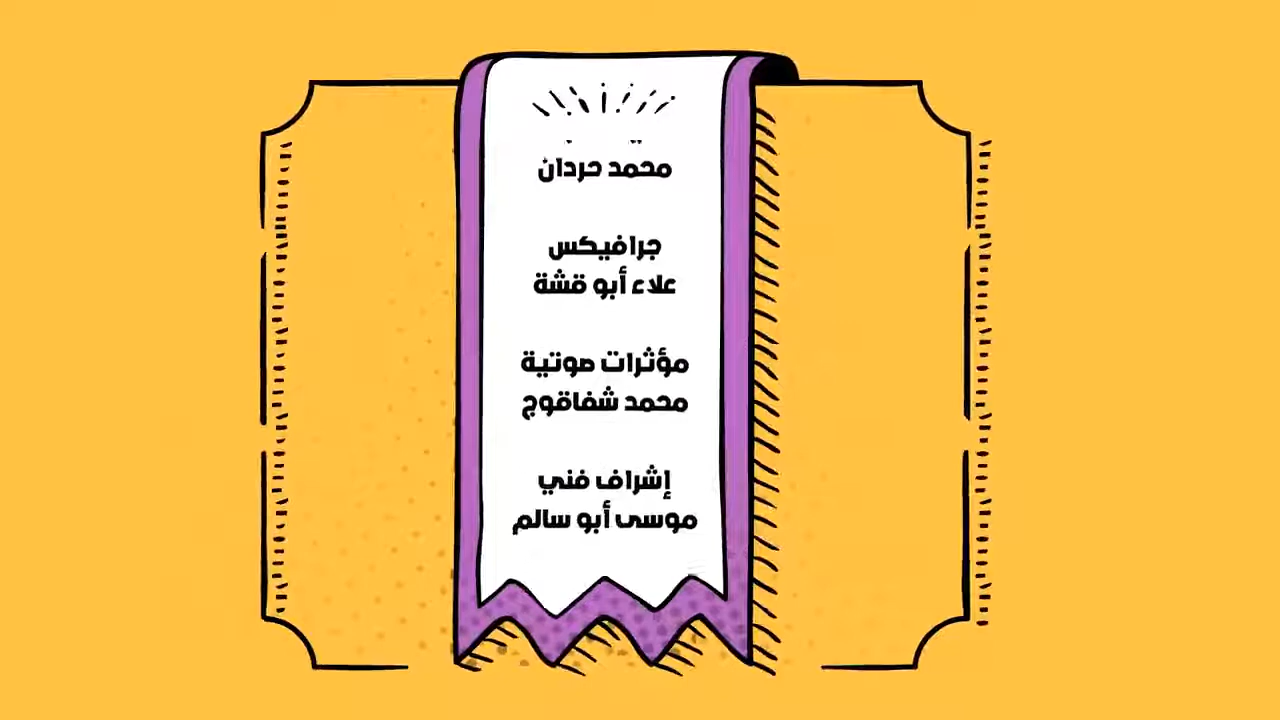 محمد حردان
جرافيكس
علاء أبو قشة
مؤثرات صوتية
محمد شفاقوج
إشراف فني
موسى أبو سالم